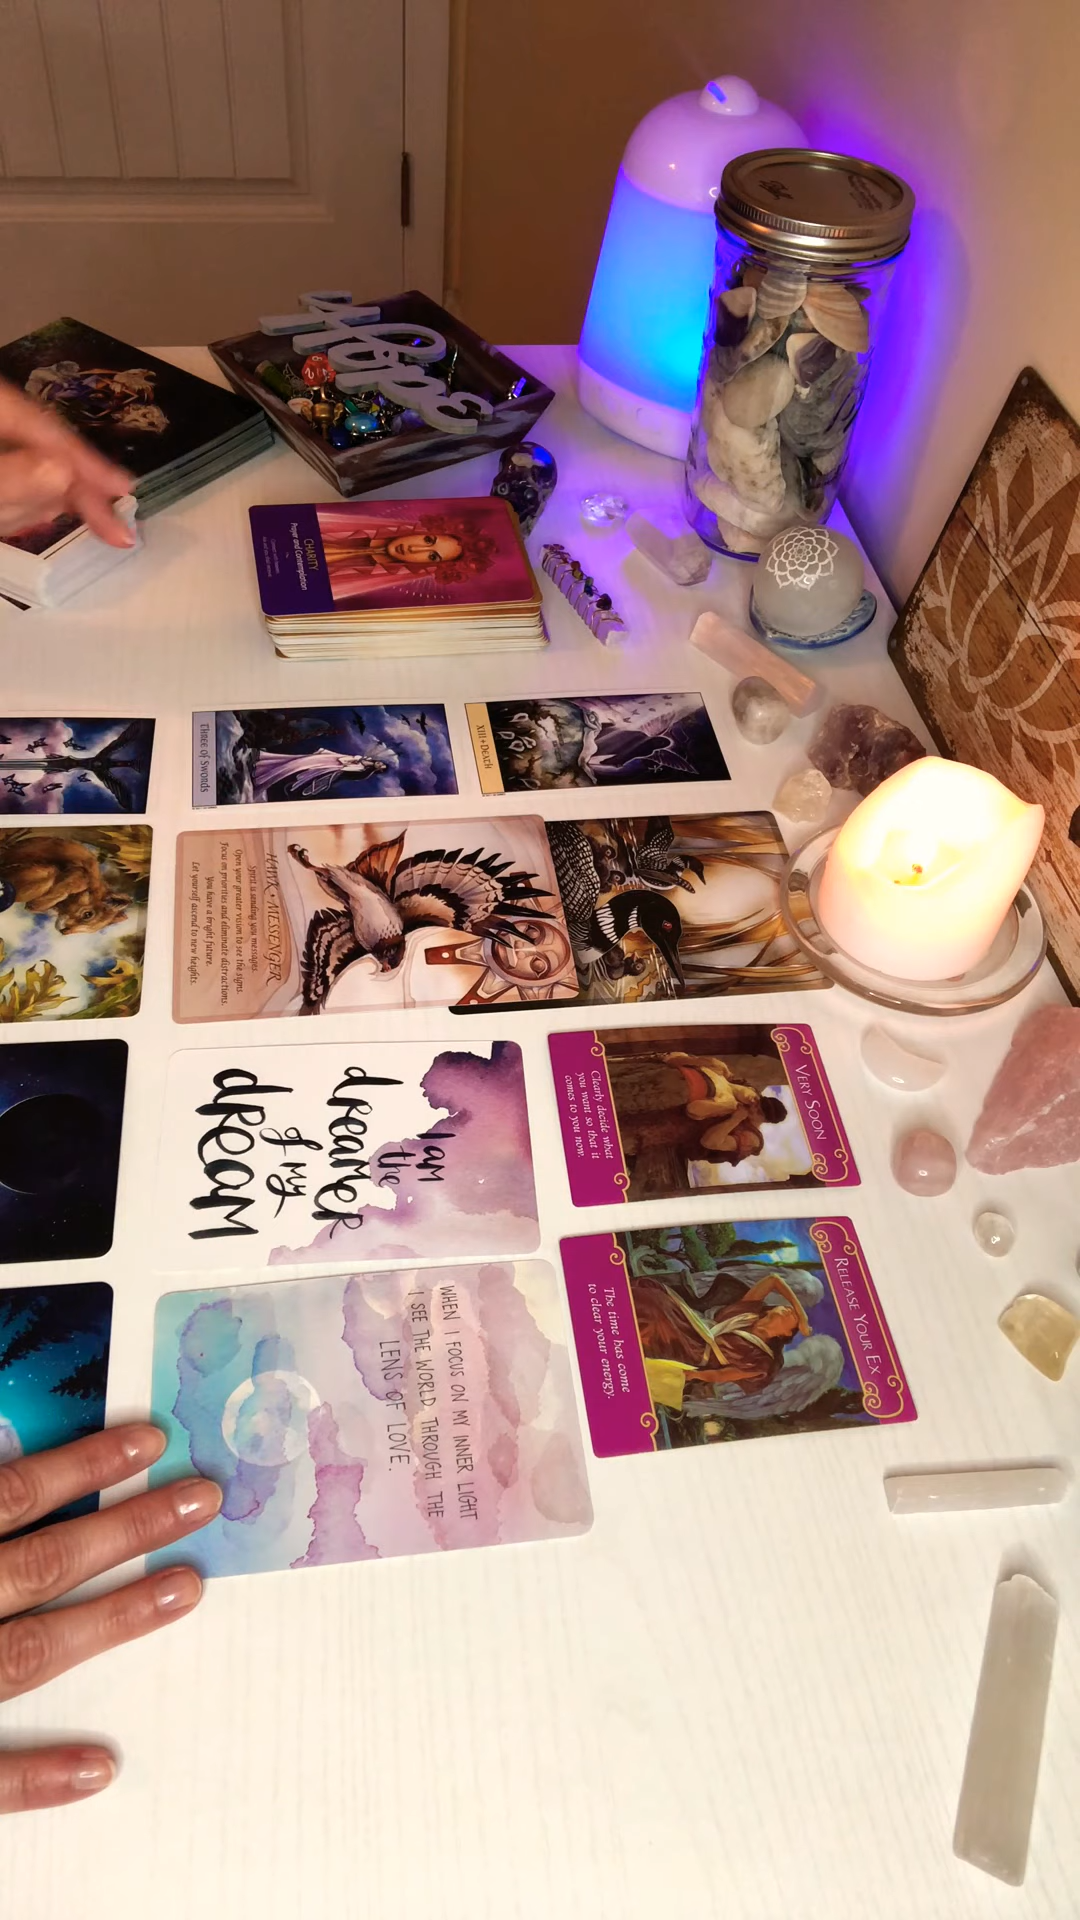 Hope
Ball
CHARITY
Prayer and Contemplation
THREE OF SWORDS
XIII • DEATH
HAWK • MESSENGER
Spirit is sending you messages.
Open your greater vision to see the signs.
Focus on priorities and eliminate distractions.
You have a bright future.
Let yourself ascend to new heights.
I am
the
dreamer
of my
dream
VERY SOON
Clearly decide what
you want so that it
comes to you now.
WHEN I FOCUS ON MY INNER LIGHT
I SEE THE WORLD THROUGH THE
LENS OF LOVE.
RELEASE YOUR EX
The time has come
to clear your energy.